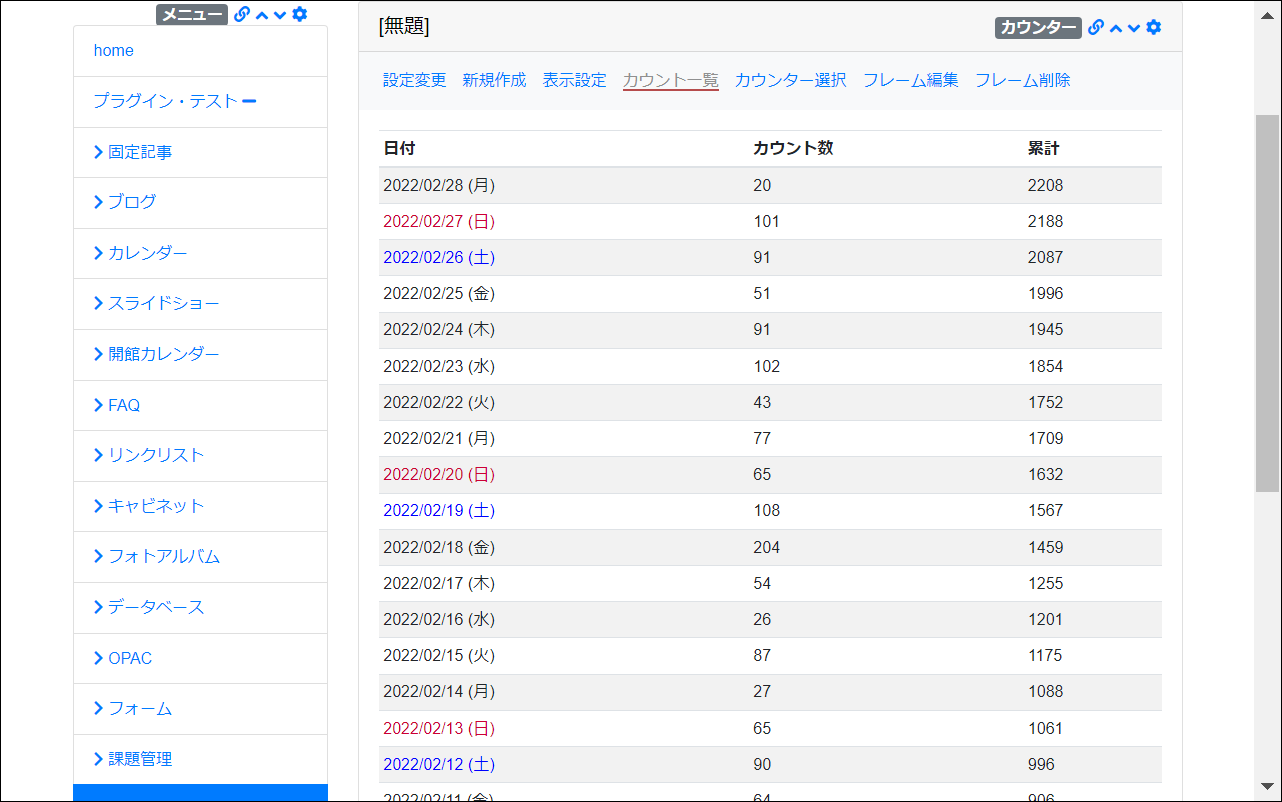 メニュー
home
プラグイン・テスト
固定記事
ブログ
カレンダー
スライドショー
開館カレンダー
FAQ
リンクリスト
キャビネット
フォトアルバム
データベース
OPAC
フォーム
課題管理
[無題] カウンター
設定変更 新規作成 表示設定 カウント一覧 カウンター選択 フレーム編集 フレーム削除
日付 カウント数 累計
2022/02/28 (月) 20 2208
2022/02/27 (日) 101 2188
2022/02/26 (土) 91 2087
2022/02/25 (金) 51 1996
2022/02/24 (木) 91 1945
2022/02/23 (水) 102 1854
2022/02/22 (火) 43 1752
2022/02/21 (月) 77 1709
2022/02/20 (日) 65 1632
2022/02/19 (土) 108 1567
2022/02/18 (金) 204 1459
2022/02/17 (木) 54 1255
2022/02/16 (水) 26 1201
2022/02/15 (火) 87 1175
2022/02/14 (月) 27 1088
2022/02/13 (日) 65 1061
2022/02/12 (土) 90 996
2022/02/11 (金) 64 906